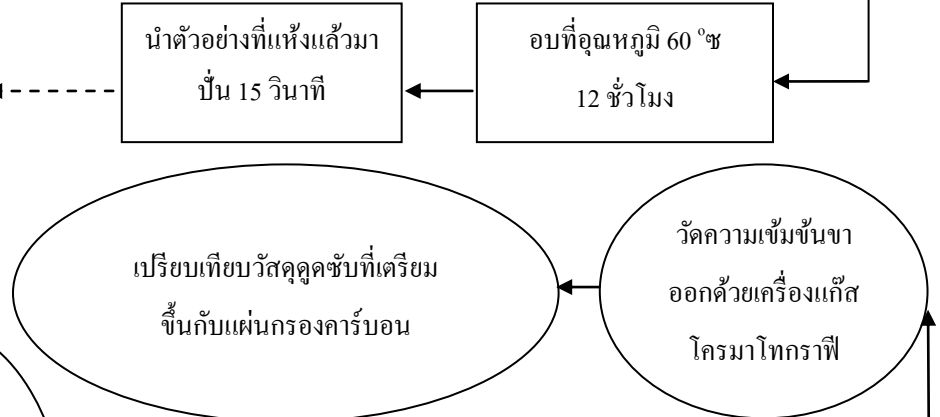 นำตัวอย่างที่แห้งแล้วมา
ปั่น 15 วินาที
อบที่อุณหภูมิ 60 °ซ
12 ชั่วโมง
เปรียบเทียบวัสดุดูดซับที่เตรียม
ขึ้นกับแผ่นกรองคาร์บอน
วัดความเข้มข้นขา
ออกด้วยเครื่องแก๊ส
โครมาโทกราฟี